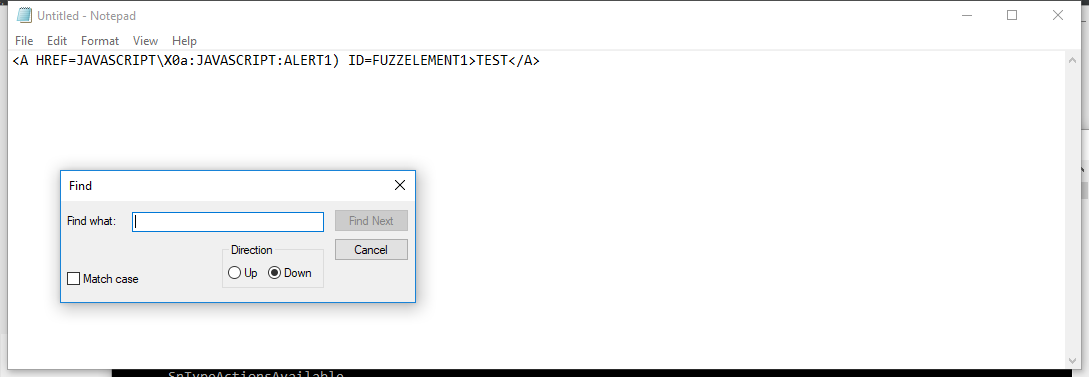 Untitled - Notepad
File Edit Format View Help
<A HREF=JAVASCRIPT\X0a:JAVASCRIPT:ALERT1) ID=FUZZELEMENT1>TEST</A>
Find
Find what:
Find Next
Direction
Cancel
Up Down
Match case
SnTypeActionsAvailable